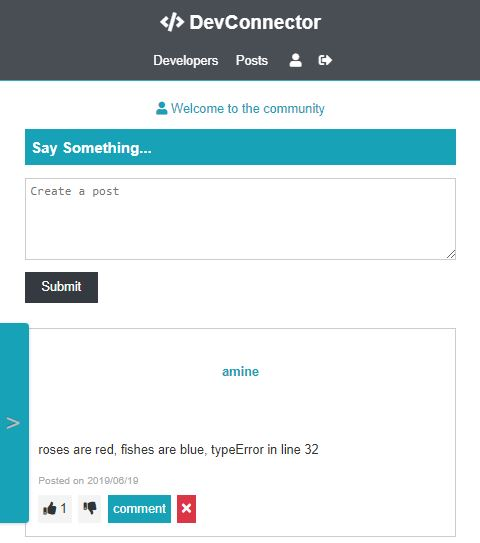 </> DevConnector
Developers Posts
Welcome to the community
Say Something...
Create a post
Submit
amine
>
roses are red, fishes are blue, typeError in line 32
Posted on 2019/06/19
1 comment